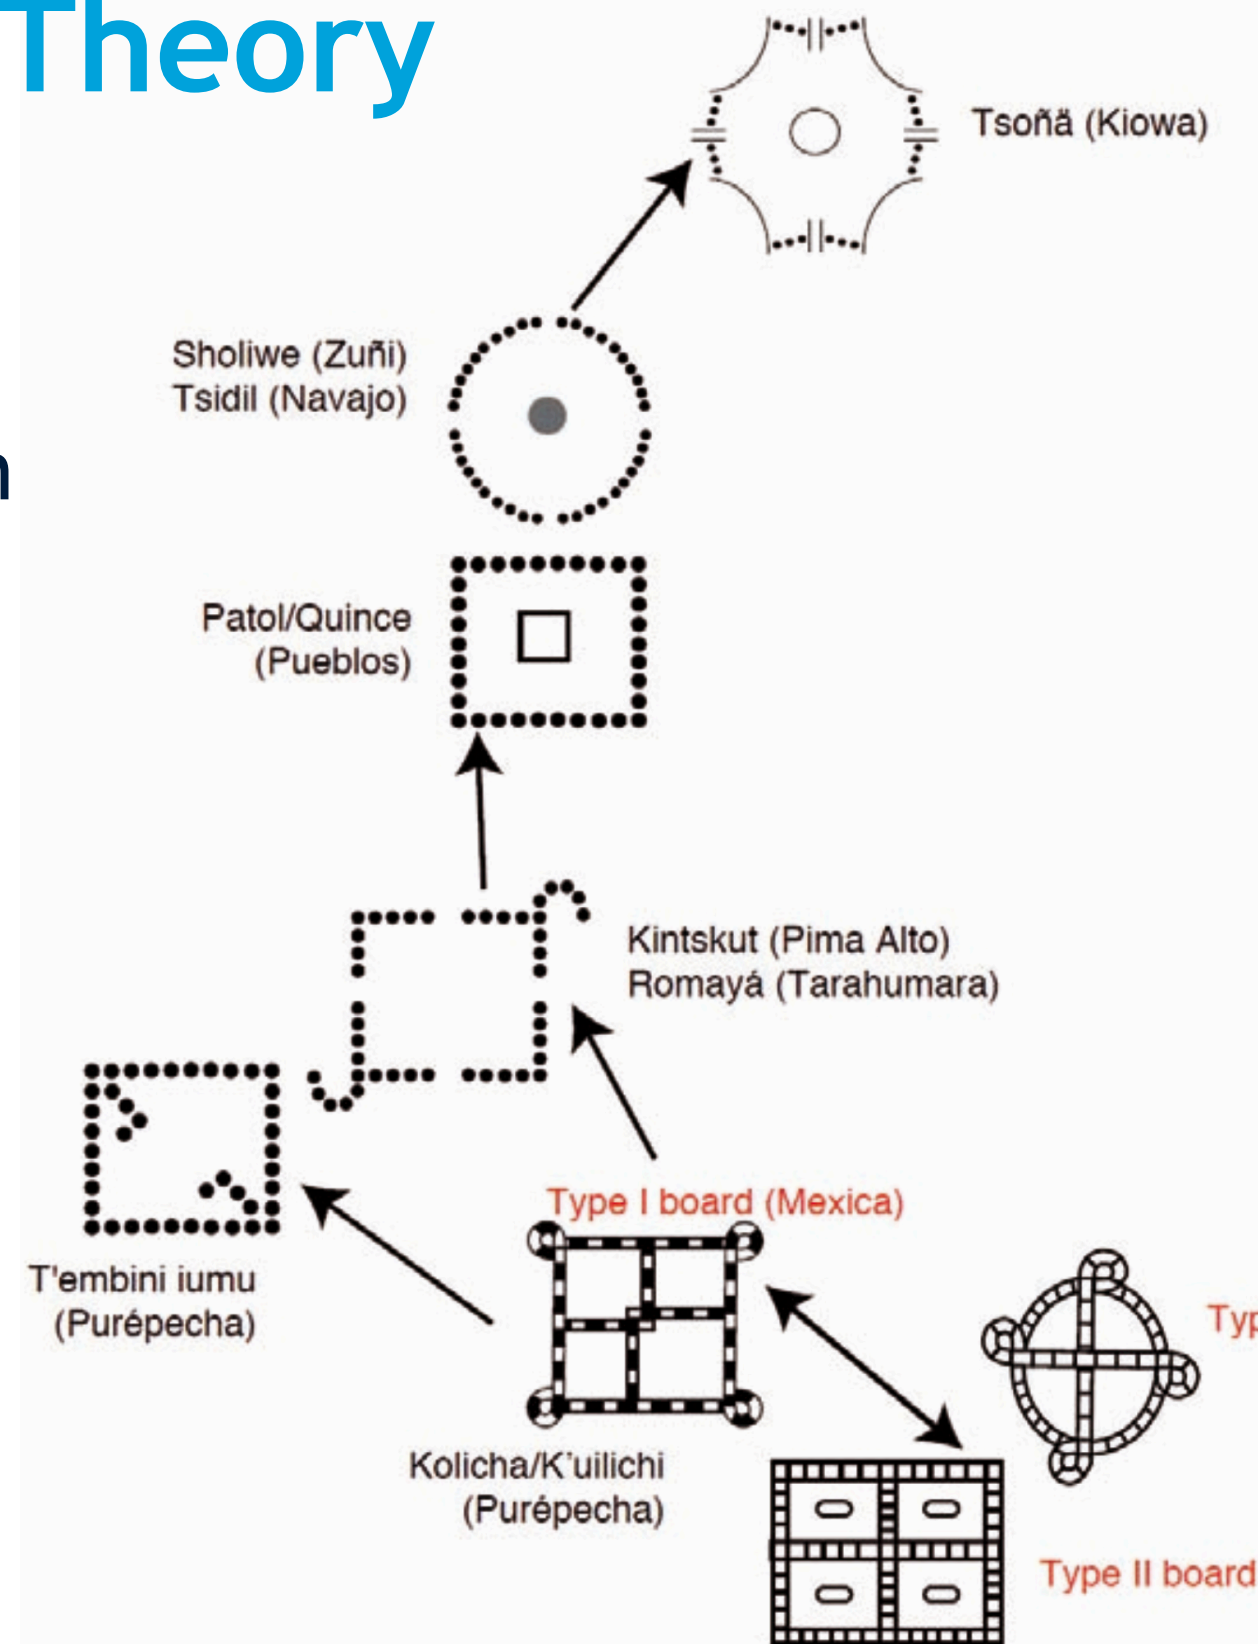 Theory
Tsoñä (Kiowa)
Sholiwe (Zuñi)
Tsidil (Navajo)
Patol/Quince
(Pueblos)
Kintskut (Pima Alto)
Romayá (Tarahumara)
Type I board (Mexica)
T'embini iumu
(Purépecha)
Kolicha/K'uilichi
(Purépecha)
Type II board